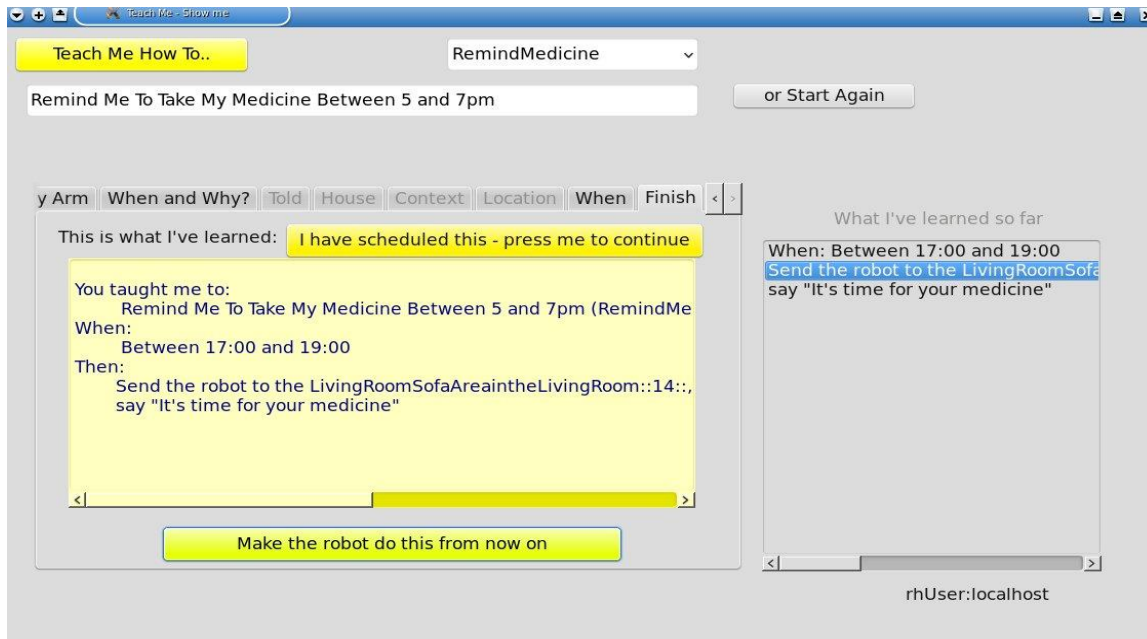 Teach Me - Show me
Teach Me How To..
RemindMedicine
Remind Me To Take My Medicine Between 5 and 7pm
or Start Again
y Arm When and Why? Told House Context Location When Finish
This is what I've learned: I have scheduled this - press me to continue
You taught me to:
Remind Me To Take My Medicine Between 5 and 7pm (RemindMe
When:
Between 17:00 and 19:00
Then:
Send the robot to the LivingRoomSofaAreaintheLivingRoom::14::,
say "It's time for your medicine"
Make the robot do this from now on
What I've learned so far
When: Between 17:00 and 19:00
Send the robot to the LivingRoomSofa
say "It's time for your medicine"
rhUser:localhost